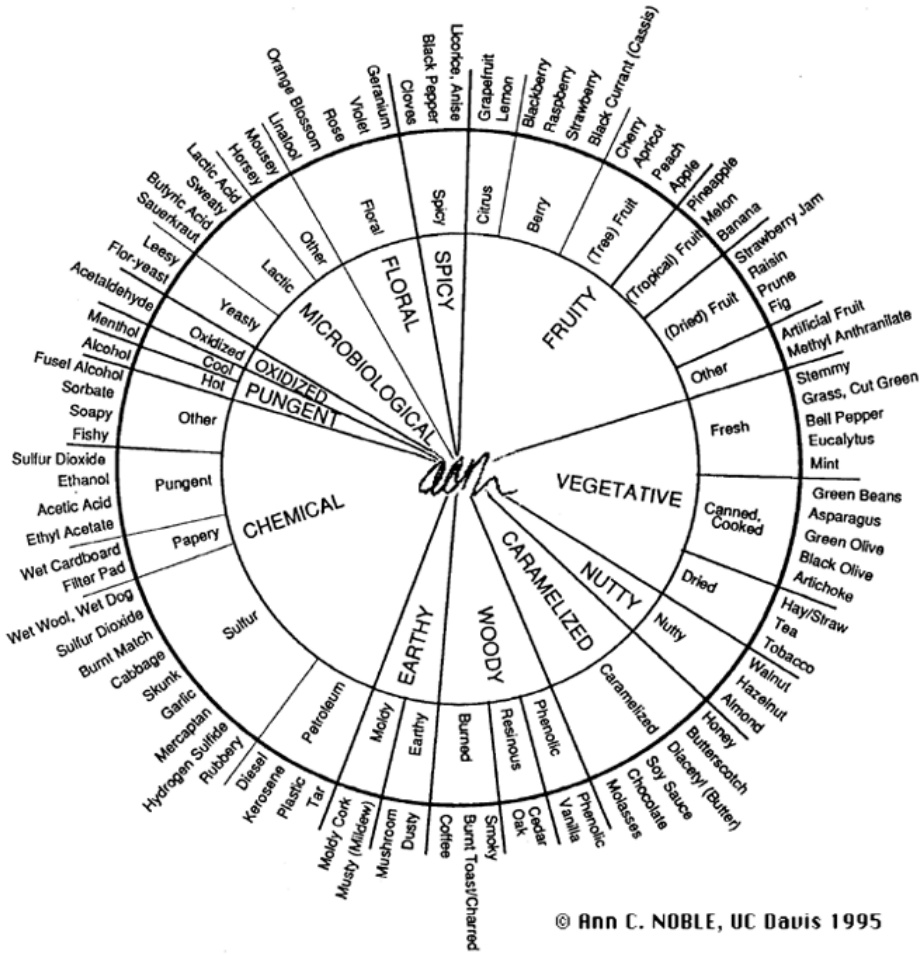 Licorice, Anise
Black Pepper
Cloves
Geranium
Violet
Rose
Orange Blossom
Linalool
Mousey
Horsey
Lactic Acid
Sweaty
Butyric Acid
Sauerkraut
Leesy
Flor-yeast
Acetaldehyde
Menthol
Alcohol
Fusel Alcohol
Sorbate
Soapy
Fishy
Sulfur Dioxide
Ethanol
Acetic Acid
Ethyl Acetate
Wet Cardboard
Filter Pad
Wet Wool, Wet Dog
Sulfur Dioxide
Burnt Match
Cabbage
Skunk
Garlic
Mercaptan
Hydrogen Sulfide
Rubbery
Diesel
Kerosene
Plastic
Tar
Moldy Cork
Musty (Mildew)
Mushroom
Dusty
Coffee
Burnt Toast/Charred
Smoky
Oak
Cedar
Vanilla
Phenolic
Molasses
Chocolate
Soy Sauce
Diacetyl (Butter)
Butterscotch
Honey
Almond
Hazelnut
Walnut
Tobacco
Tea
Hay/Straw
Artichoke
Black Olive
Green Olive
Asparagus
Green Beans
Mint
Eucalytus
Bell Pepper
Grass, Cut Green
Stemmy
Methyl Anthranilate
Artificial Fruit
Fig
Prune
Raisin
Strawberry Jam
Banana
Melon
Pineapple
Apple
Peach
Apricot
Cherry
Black Currant (Cassis)
Strawberry
Raspberry
Blackberry
Lemon
Grapefruit
Spicy
Floral
Other
Lactic
Yeasty
Oxidized
Cool
Hot
Other
Pungent
Papery
Sulfur
Petroleum
Moldy
Earthy
Burned
Resinous
Phenolic
Caramelized
Nutty
Dried
Canned,
Cooked
Fresh
Other
(Dried) Fruit
(Tropical) Fruit
(Tree) Fruit
Berry
Citrus
SPICY
FLORAL
MICROBIOLOGICAL
OXIDIZED
PUNGENT
CHEMICAL
EARTHY
WOODY
CARAMELIZED
NUTTY
VEGETATIVE
FRUITY
acn
© Ann C. NOBLE, UC Davis 1995